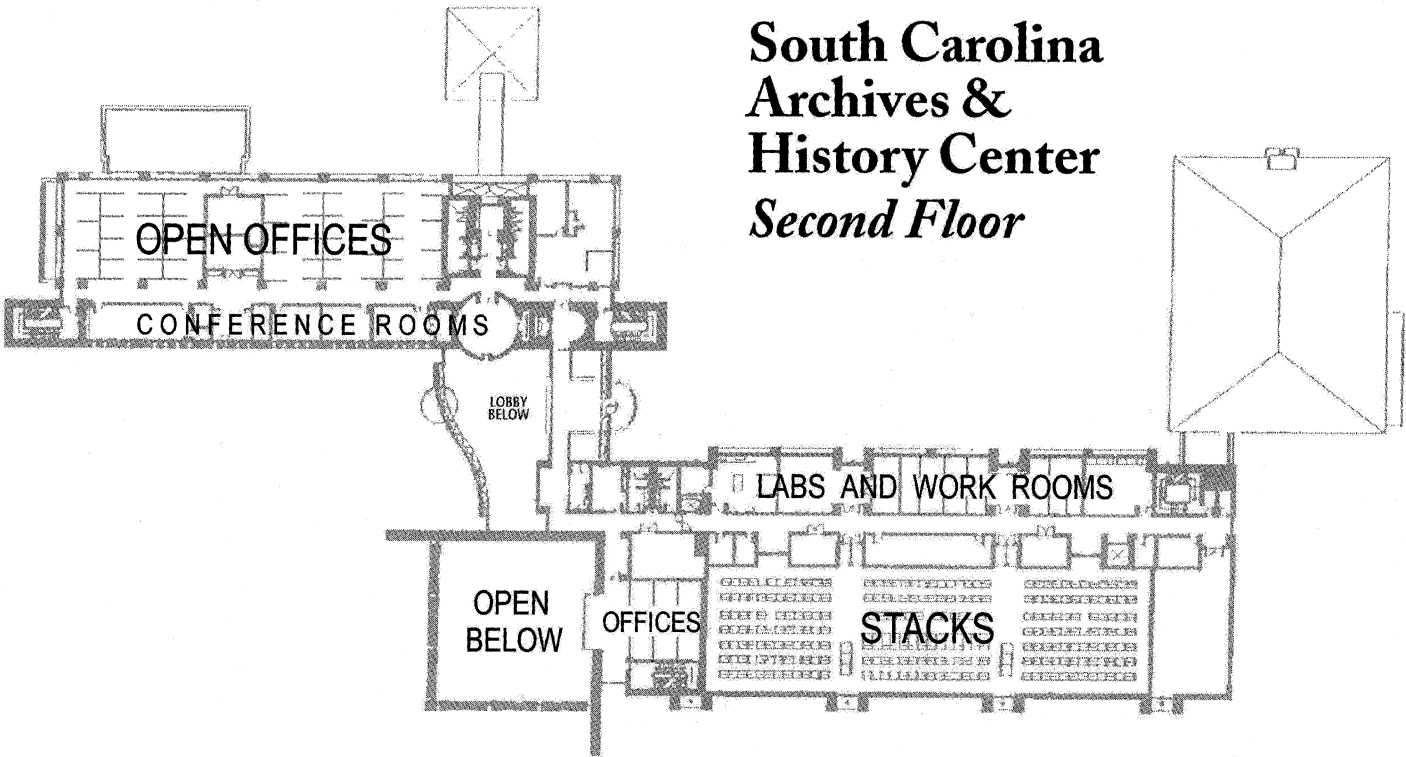 South Carolina
Archives &
History Center
Second Floor
OPEN OFFICES
CONFERENCE ROOMS
LOBBY
BELOW
LABS AND WORK ROOMS
OPEN
BELOW
OFFICES
STACKS